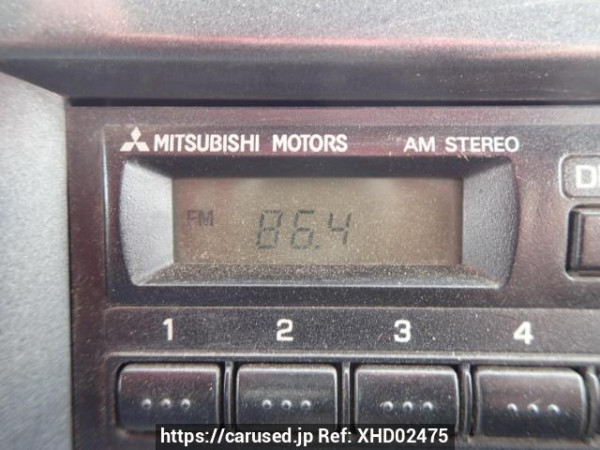 MITSUBISHI MOTORS AM STEREO
FM 86.4
1 2 3 4
https://carused.jp Ref: XHD02475